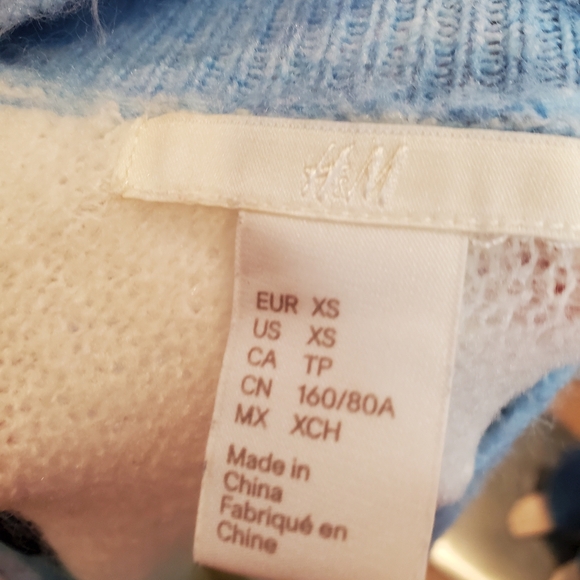 H&M
EUR XS
US XS
CA TP
CN 160/80A
MX XCH
Made in
China
Fabriqué en
Chine